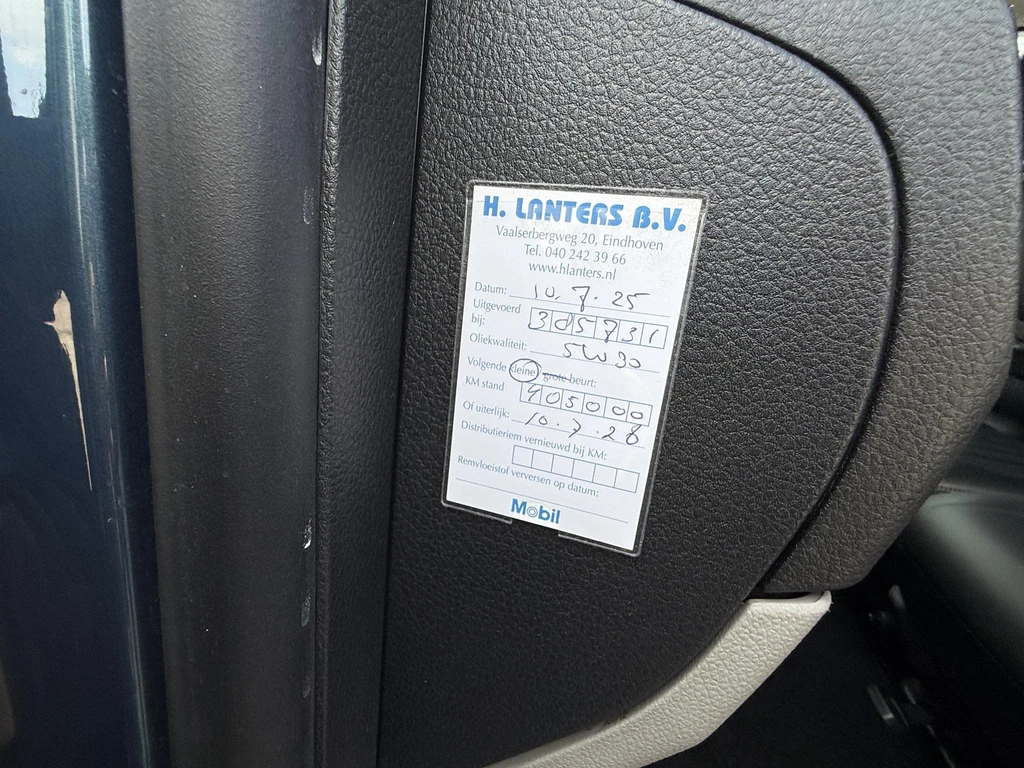 H. LANTERS B.V.
Vaalserbergweg 20, Eindhoven
Tel. 040 242 39 66
www.hlanters.nl
Datum: 10.7.25
Uitgevoerd bij: 385731
Oliekwaliteit: 5W30
Volgende kleine grote beurt:
KM stand 405000
Of uiterlijk: 10.7.26
Distributieriem vernieuwd bij KM:
Remvloeistof verversen op datum:
Mobil